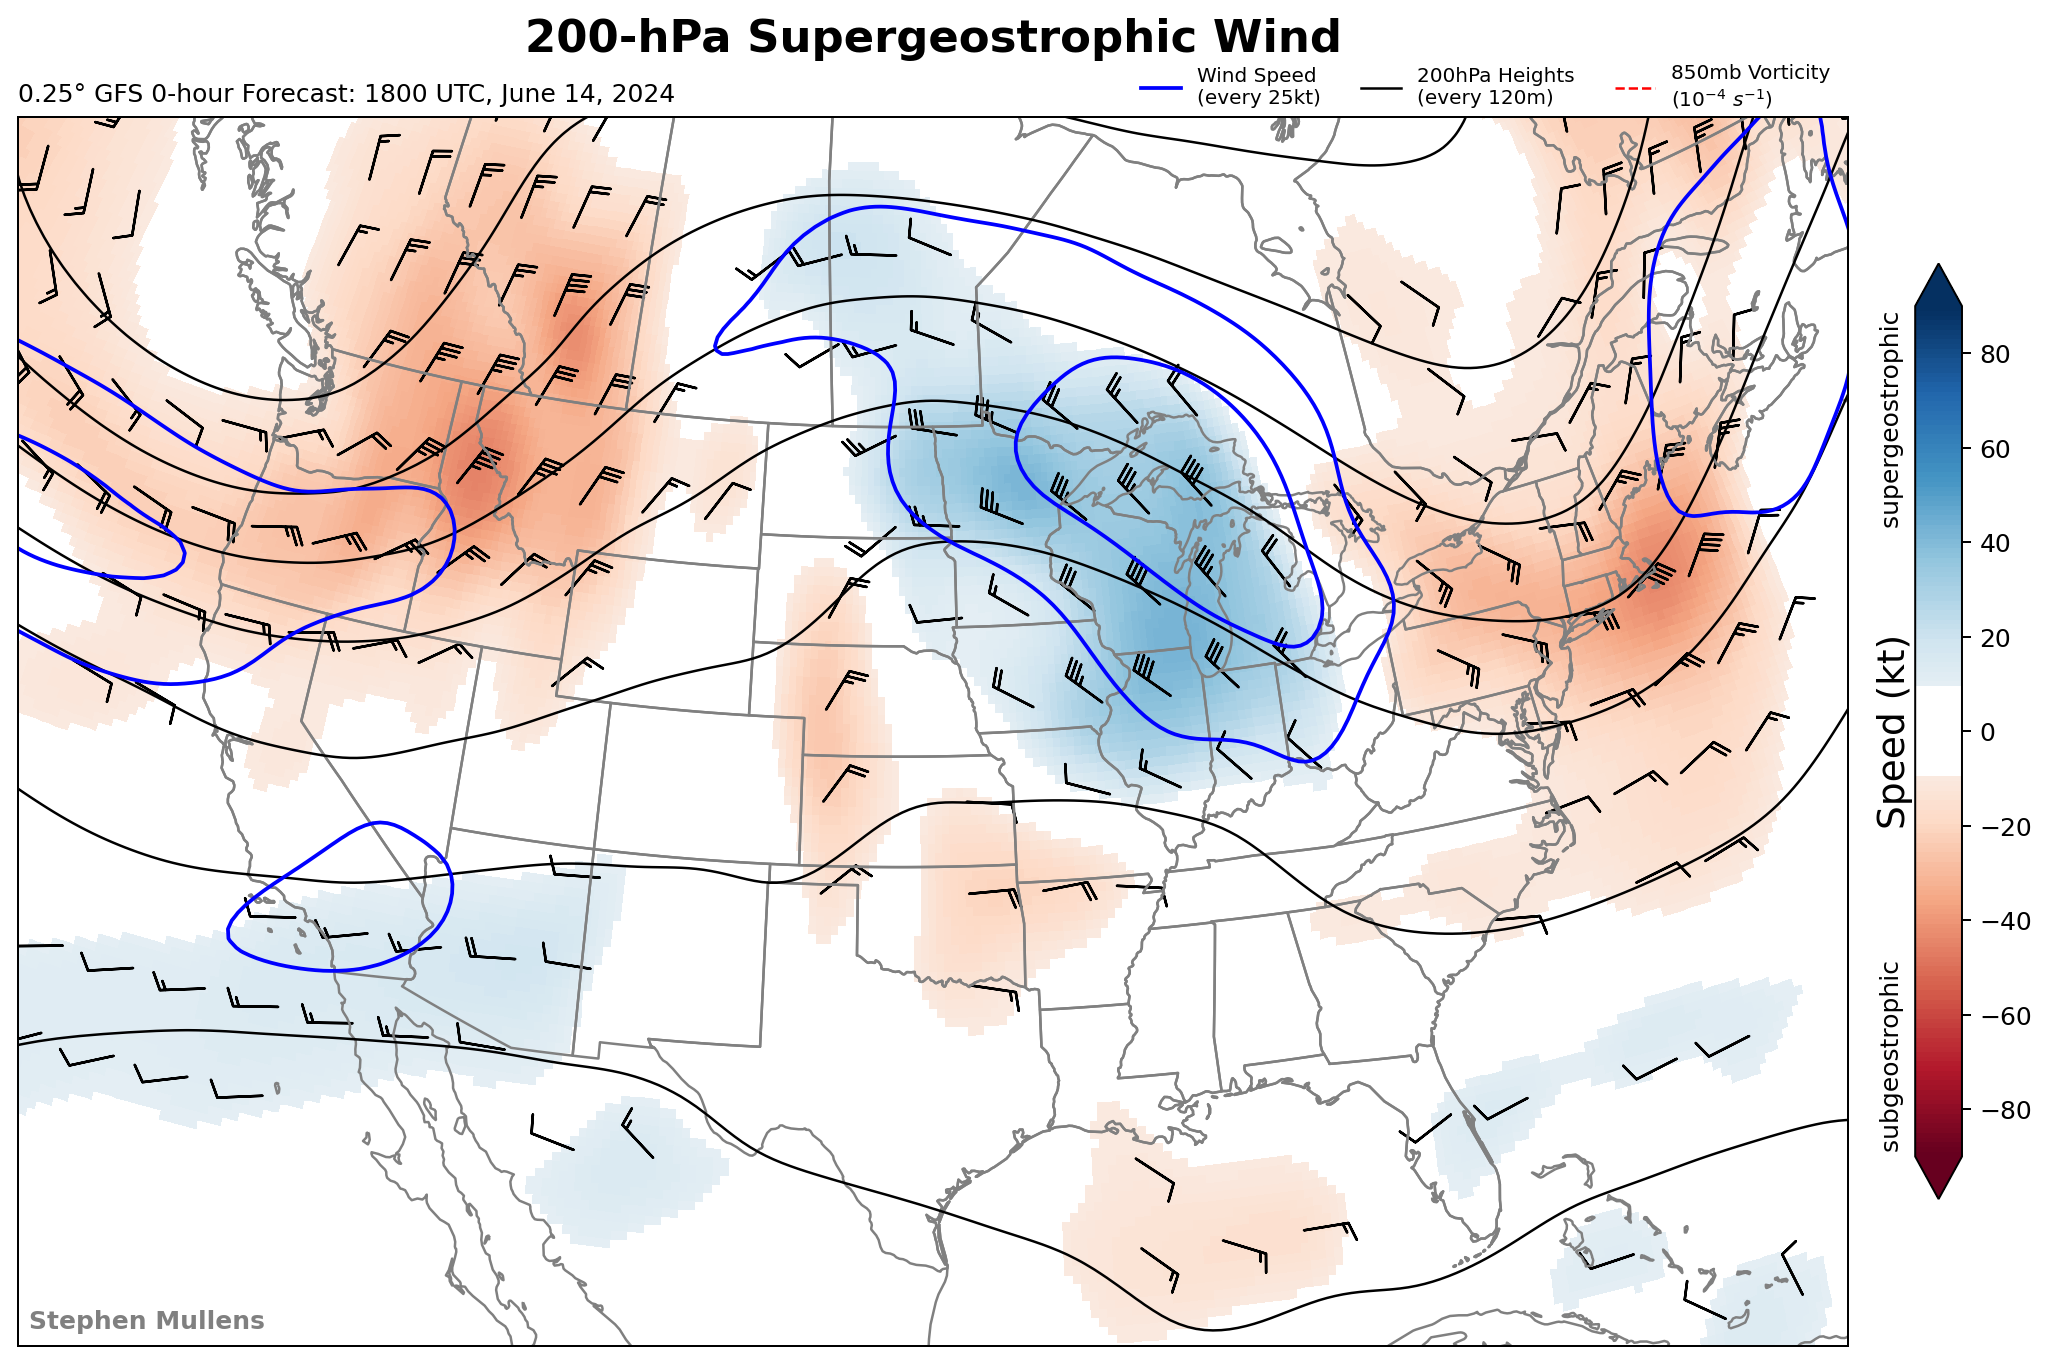 200-hPa Supergeostrophic Wind
0.25° GFS 0-hour Forecast: 1800 UTC, June 14, 2024
Wind Speed
(every 25kt)
200hPa Heights
(every 120m)
850mb Vorticity
(10⁻⁴ s⁻¹)
supergeostrophic
Speed (kt)
subgeostrophic
80
60
40
20
0
−20
−40
−60
−80
Stephen Mullens